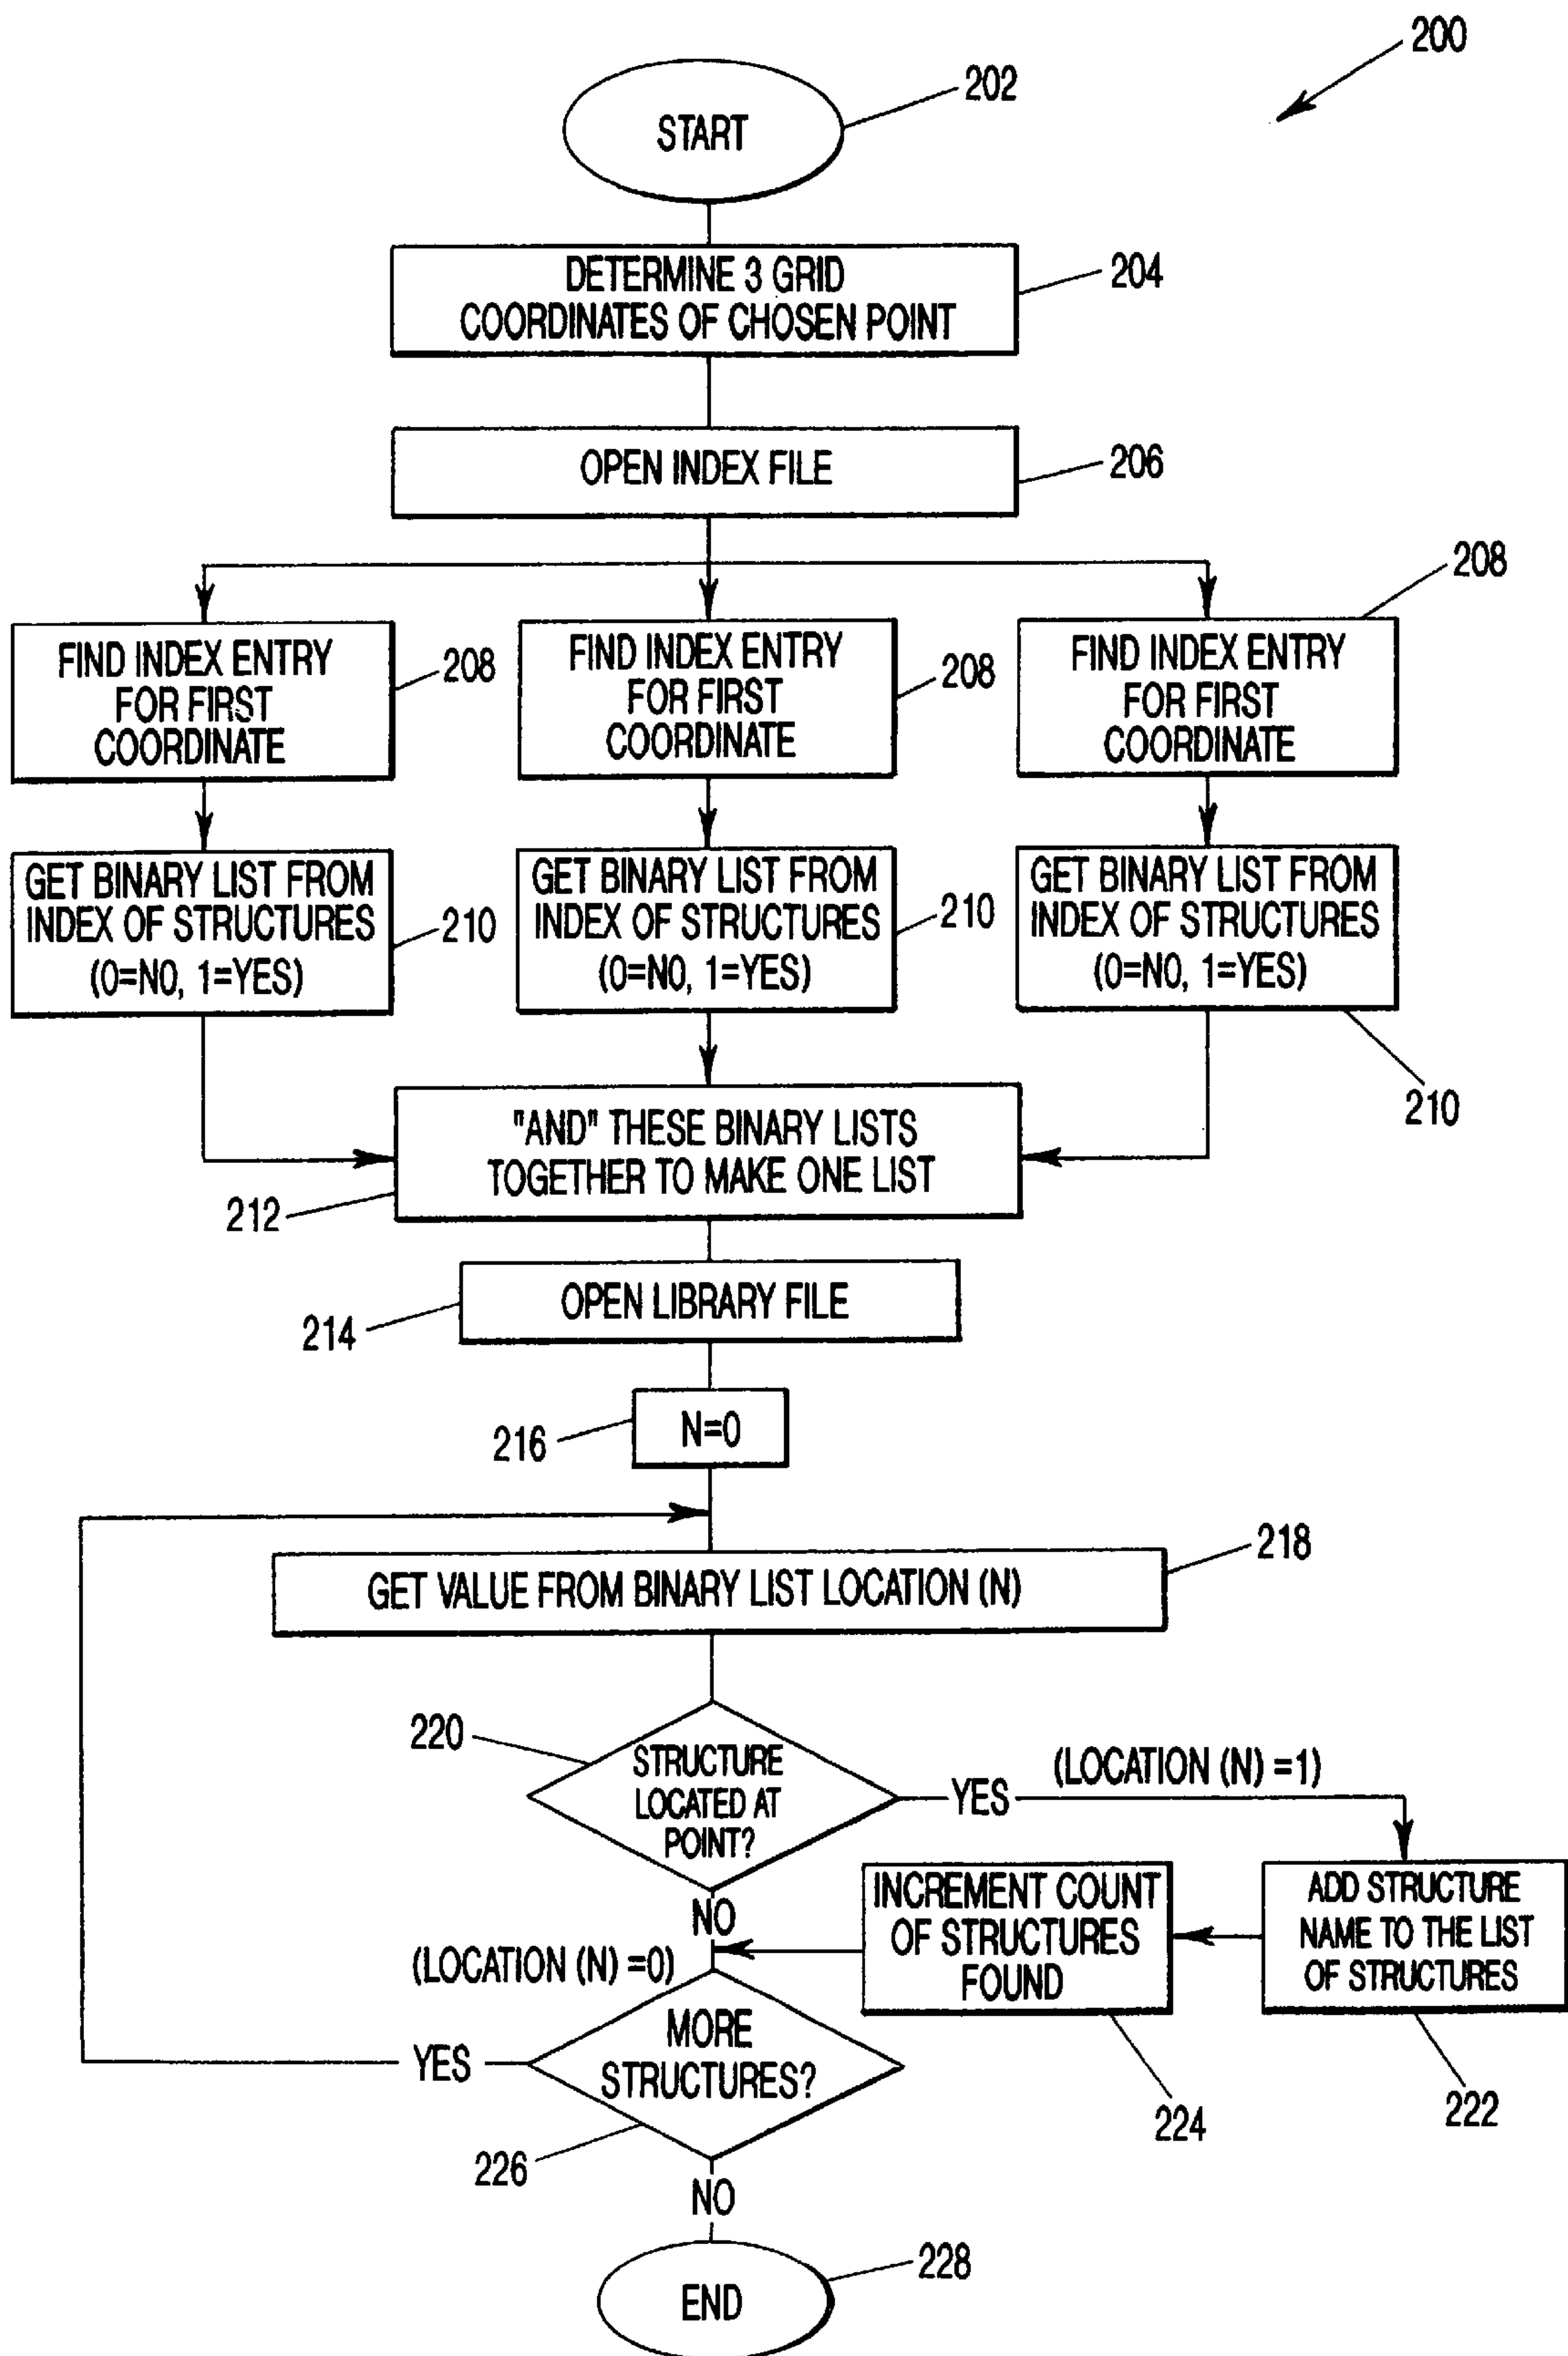 200
202
START
DETERMINE 3 GRID
COORDINATES OF CHOSEN POINT
204
OPEN INDEX FILE
206
208
FIND INDEX ENTRY
FOR FIRST
COORDINATE
208
FIND INDEX ENTRY
FOR FIRST
COORDINATE
208
FIND INDEX ENTRY
FOR FIRST
COORDINATE
GET BINARY LIST FROM
INDEX OF STRUCTURES
(0=NO, 1=YES)
210
GET BINARY LIST FROM
INDEX OF STRUCTURES
(0=NO, 1=YES)
210
GET BINARY LIST FROM
INDEX OF STRUCTURES
(0=NO, 1=YES)
210
"AND" THESE BINARY LISTS
TOGETHER TO MAKE ONE LIST
212
OPEN LIBRARY FILE
214
N=0
216
218
GET VALUE FROM BINARY LIST LOCATION (N)
220
STRUCTURE
LOCATED AT
POINT?
YES
(LOCATION (N) =1)
NO
(LOCATION (N) =0)
INCREMENT COUNT
OF STRUCTURES
FOUND
ADD STRUCTURE
NAME TO THE LIST
OF STRUCTURES
224
222
MORE
STRUCTURES?
YES
226
NO
228
END